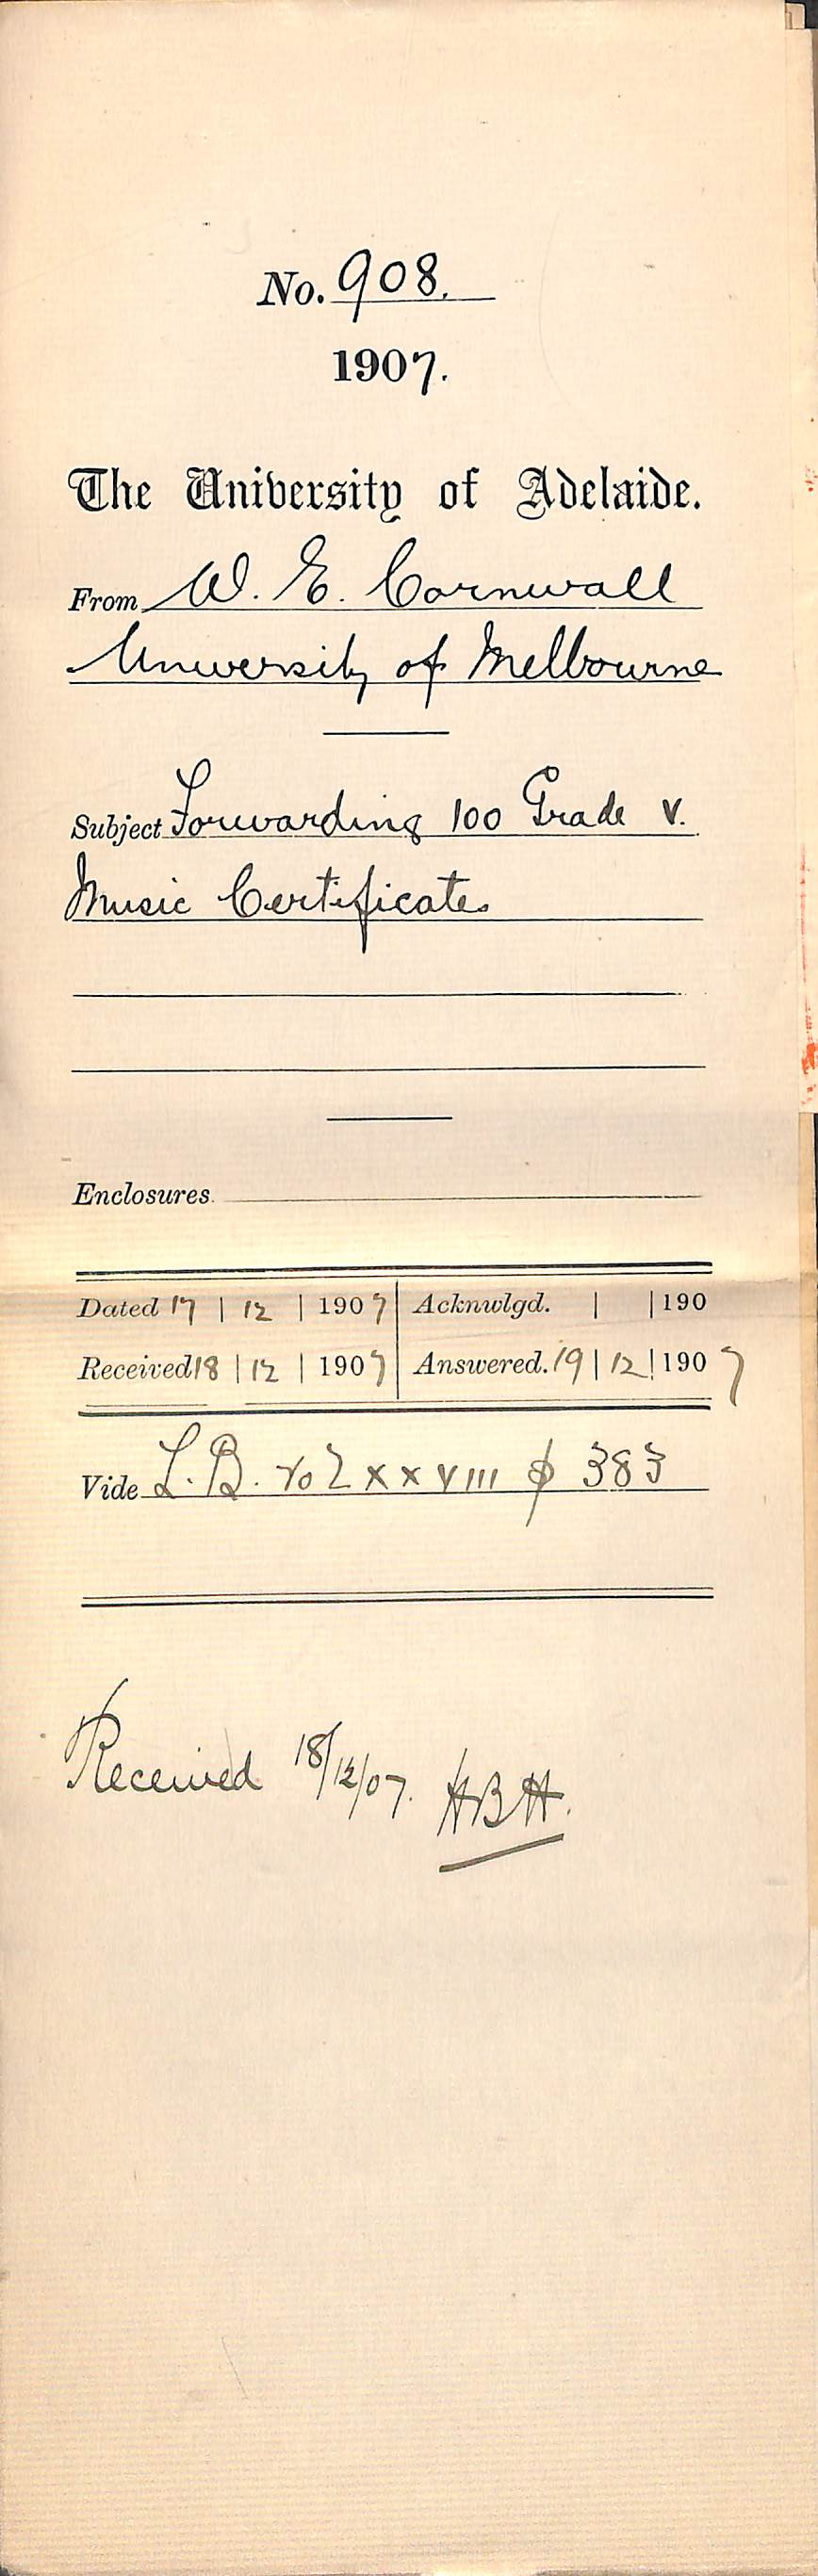 No. 908.
1907.
The University of Adelaide.
From W. E. Cornwall
University of Melbourne
Subject Forwarding 100 Grade V.
Music Certificates
Enclosures.
Dated 17 | 12 | 1907 | Acknwlgd. | | 190
Received 18 | 12 | 1907 | Answered. 19 | 12 | 1907
Vide L.B. Vol XXVIII p 383
Received 18/12/07. HBH.